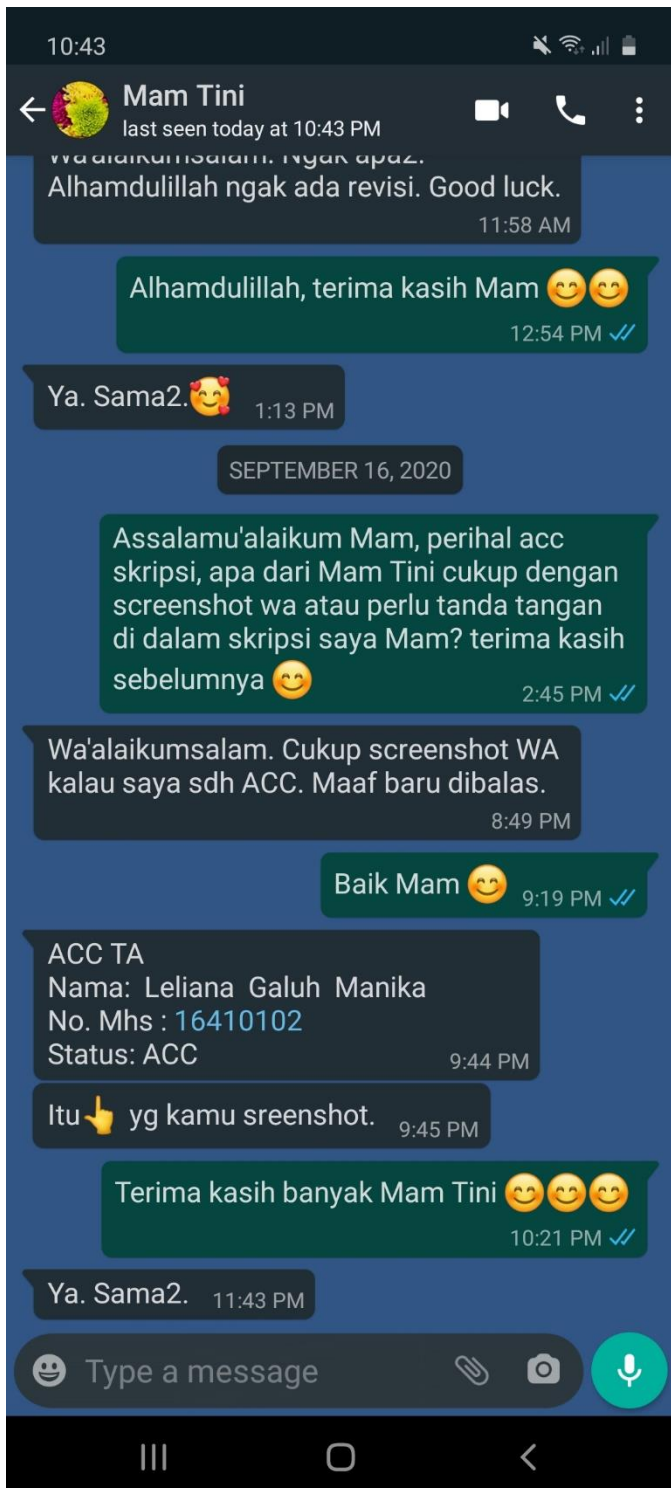 10:43
Mam Tini
last seen today at 10:43 PM
Wa'alaikumsalam. Ngak apa2.
Alhamdulillah ngak ada revisi. Good luck.
11:58 AM
Alhamdulillah, terima kasih Mam 😊😊
12:54 PM
Ya. Sama2.🥰 1:13 PM
SEPTEMBER 16, 2020
Assalamu'alaikum Mam, perihal acc
skripsi, apa dari Mam Tini cukup dengan
screenshot wa atau perlu tanda tangan
di dalam skripsi saya Mam? terima kasih
sebelumnya 😊 2:45 PM
Wa'alaikumsalam. Cukup screenshot WA
kalau saya sdh ACC. Maaf baru dibalas.
8:49 PM
Baik Mam 😊 9:19 PM
ACC TA
Nama: Leliana Galuh Manika
No. Mhs : 16410102
Status: ACC 9:44 PM
Itu👆 yg kamu sreenshot. 9:45 PM
Terima kasih banyak Mam Tini 😊😊😊
10:21 PM
Ya. Sama2. 11:43 PM
Type a message